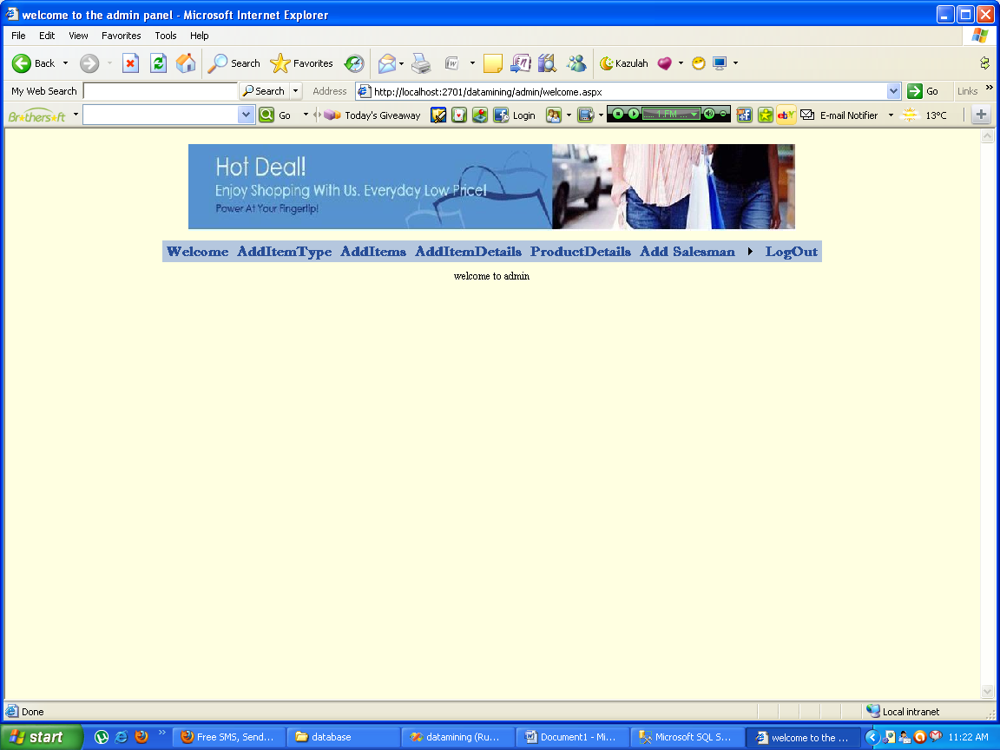 welcome to the admin panel - Microsoft Internet Explorer
File Edit View Favorites Tools Help
Back Search Favorites Kazulah
My Web Search Search Address http://localhost:2701/datamining/admin/welcome.aspx Go Links »
Br thersoft Go Today's Giveaway Login 1.FM ebY E-mail Notifier 13°C
Hot Deal!
Enjoy Shopping With Us. Everyday Low Price!
Power At Your Fingertip!
Welcome AddItemType AddItems AddItemDetails ProductDetails Add Salesman LogOut
welcome to admin
Done Local intranet
start Free SMS, Send... database datamining (Ru... Document1 - Mi... Microsoft SQL S... welcome to the ... 11:22 AM